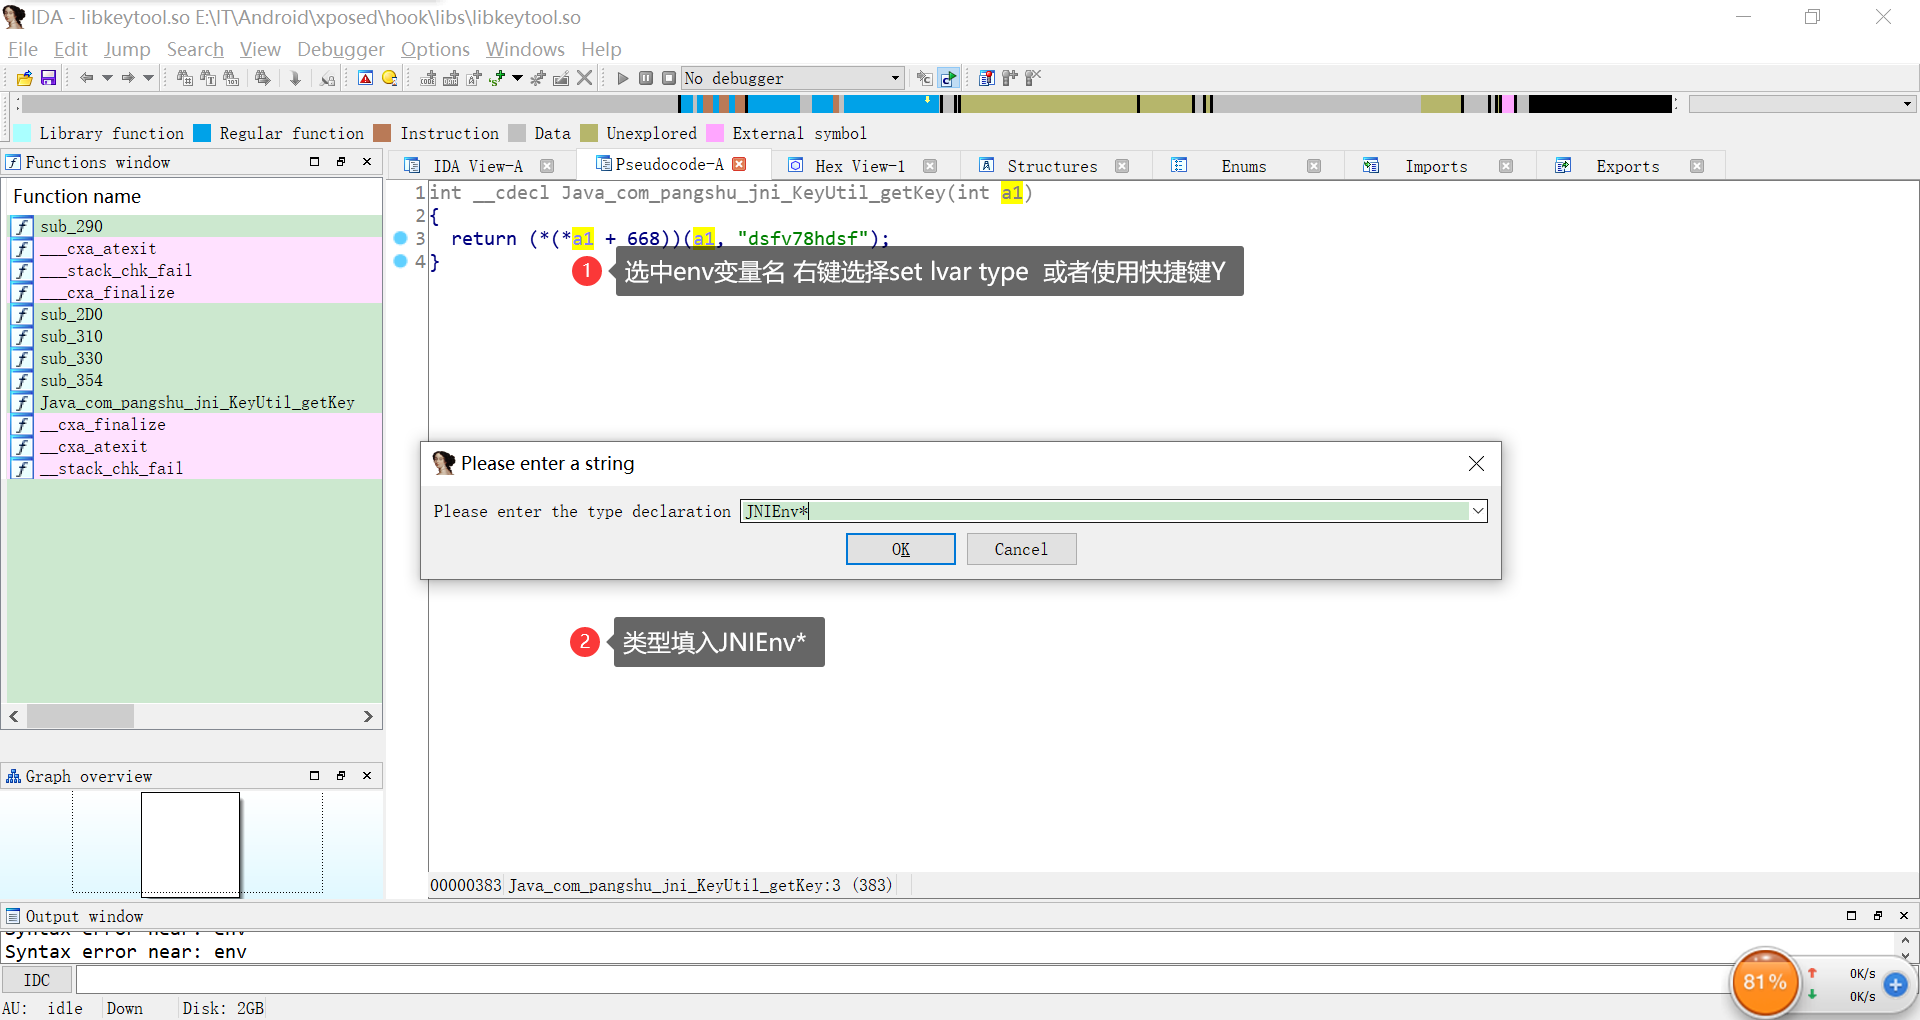 IDA - libkeytool.so E:\IT\Android\xposed\hook\libs\libkeytool.so
File Edit Jump Search View Debugger Options Windows Help
No debugger
Library function Regular function Instruction Data Unexplored External symbol
Functions window
IDA View-A Pseudocode-A Hex View-1 Structures Enums Imports Exports
Function name
sub_290
___cxa_atexit
___stack_chk_fail
___cxa_finalize
sub_2D0
sub_310
sub_330
sub_354
Java_com_pangshu_jni_KeyUtil_getKey
__cxa_finalize
__cxa_atexit
__stack_chk_fail
1 int __cdecl Java_com_pangshu_jni_KeyUtil_getKey(int a1)
2 {
3 return (*(*a1 + 668))(a1, "dsfv78hdsf");
4 }
1 选中env变量名 右键选择set lvar type 或者使用快捷键Y
Please enter a string
Please enter the type declaration JNIEnv*
OK Cancel
2 类型填入JNIEnv*
Graph overview
00000383 Java_com_pangshu_jni_KeyUtil_getKey:3 (383)
Output window
Syntax error near: env
Syntax error near: env
IDC
AU: idle Down Disk: 2GB
81%
0K/s
0K/s